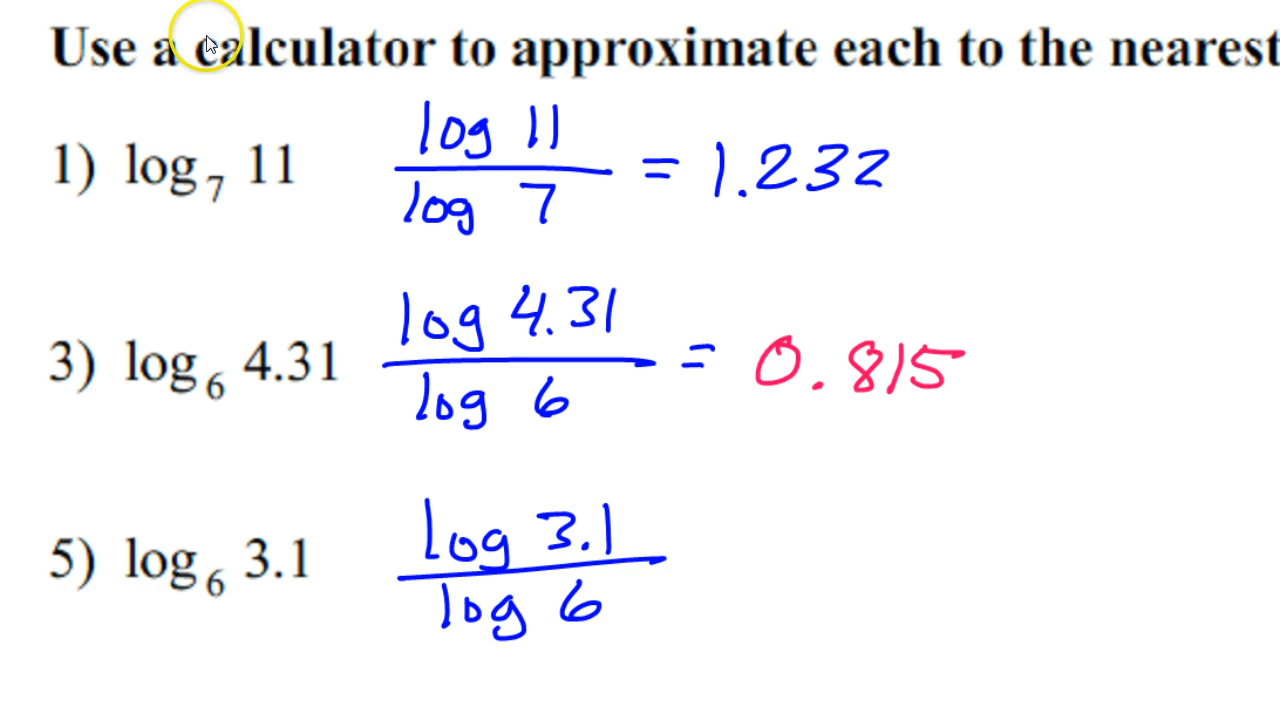 Use a calculator to approximate each to the nearest
1) log₇ 11 log 11 / log 7 = 1.232
3) log₆ 4.31 log 4.31 / log 6 = 0.815
5) log₆ 3.1 log 3.1 / log 6